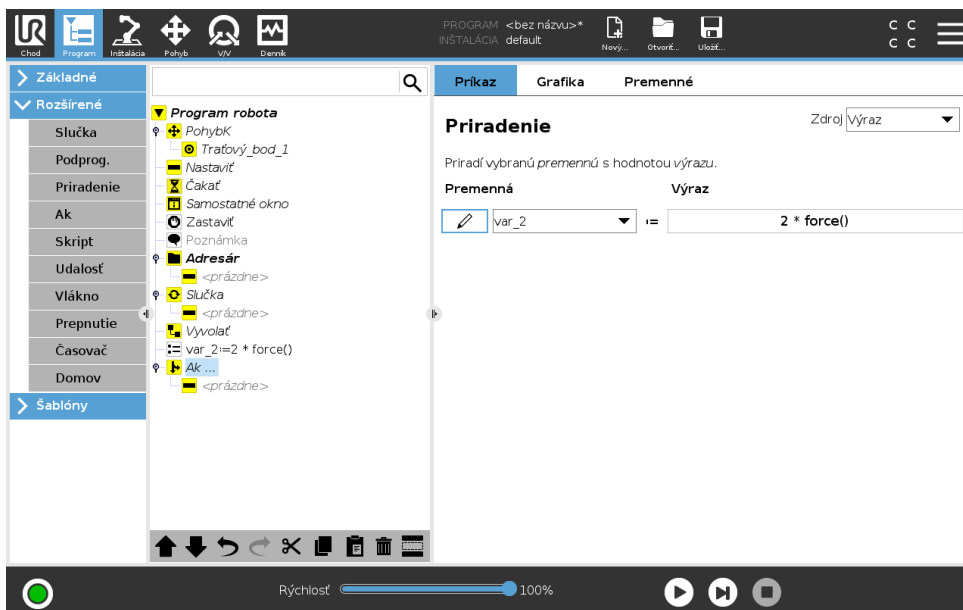 PROGRAM <bez názvu>*
INŠTALÁCIA default
Chod
Program
Inštalácia
Pohyb
V/V
Denník
Nový...
Otvoriť...
Uložiť...
C C
C C
Základné
Rozšírené
Slučka
Podprog.
Priradenie
Ak
Skript
Udalosť
Vlákno
Prepnutie
Časovač
Domov
Šablóny
Program robota
PohybK
Traťový_bod_1
Nastaviť
Čakať
Samostatné okno
Zastaviť
Poznámka
Adresár
<prázdne>
Slučka
<prázdne>
Vyvolať
var_2:=2 * force()
Ak ...
<prázdne>
Príkaz
Grafika
Premenné
Priradenie
Zdroj Výraz
Priradí vybranú premennú s hodnotou výrazu.
Premenná Výraz
var_2 := 2 * force()
Rýchlosť 100%